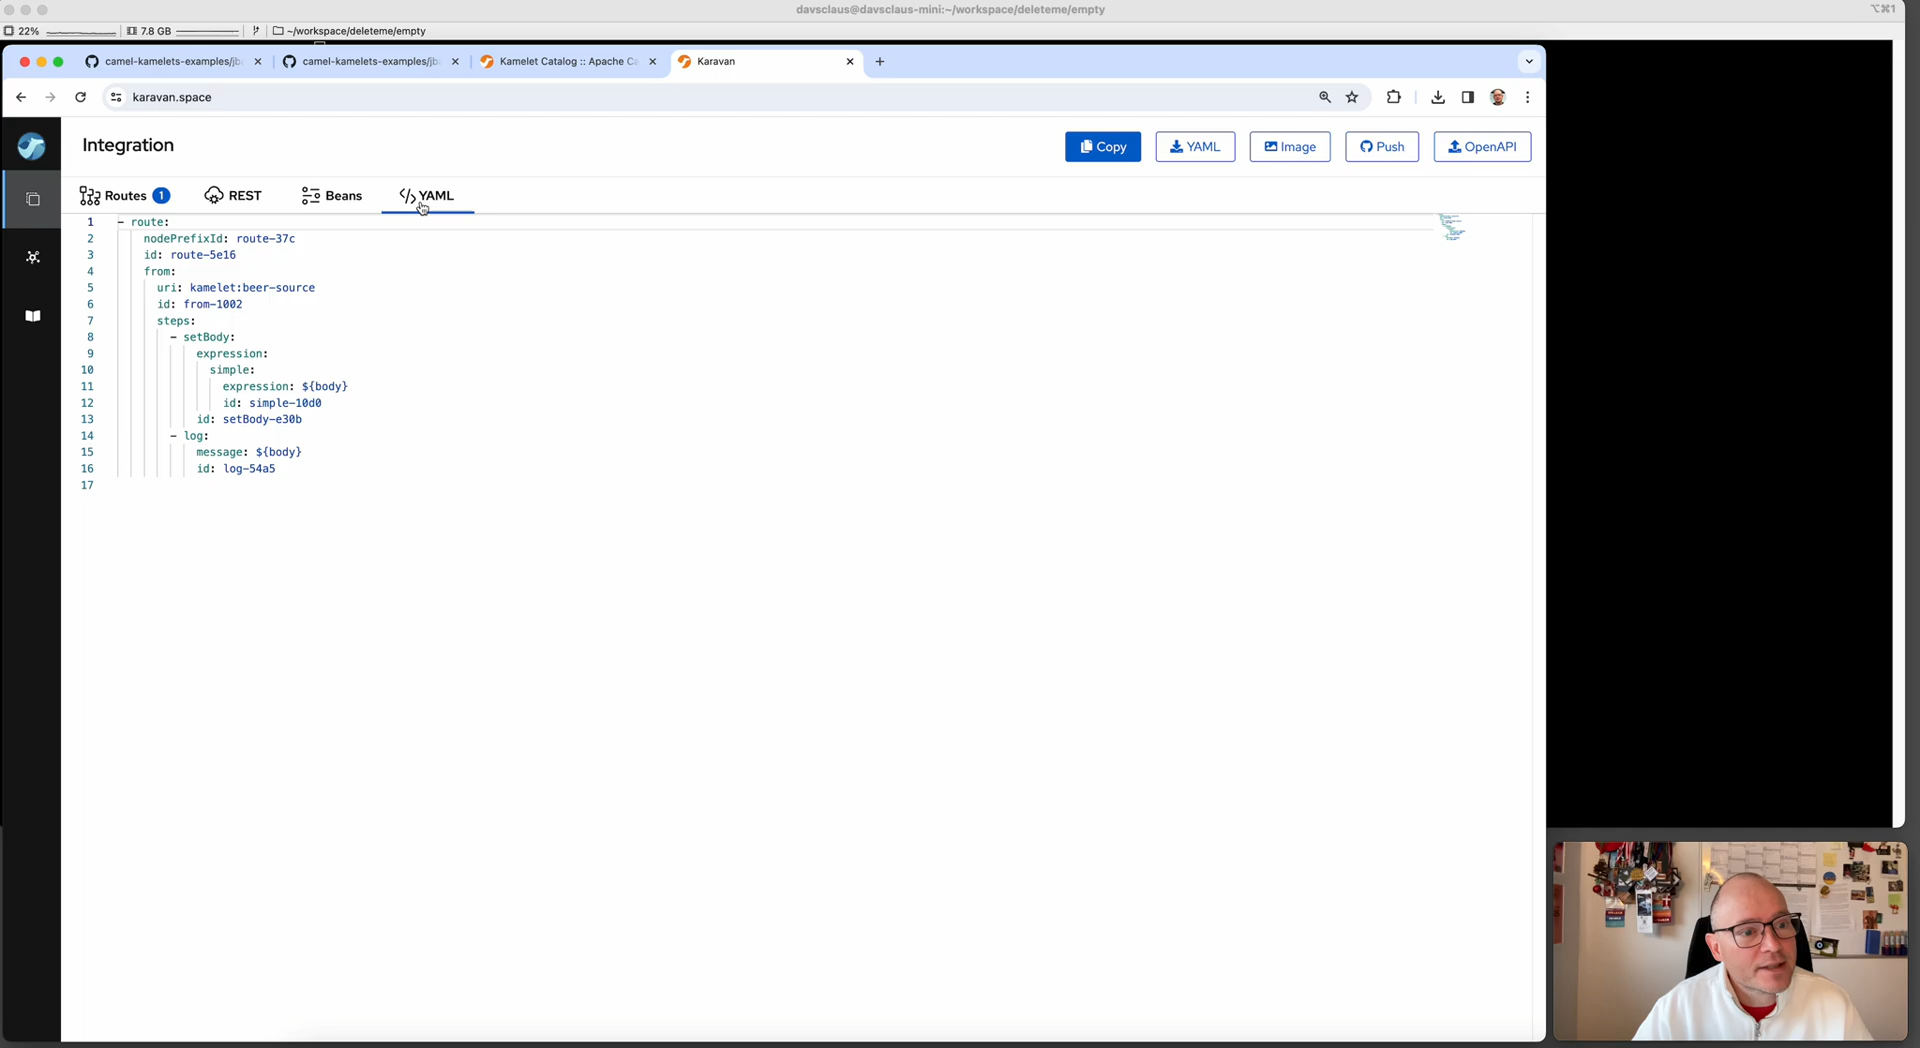 davsclaus@davsclaus-mini:~/workspace/deleteme/empty
⌥⌘1
22%
7.8 GB
~/workspace/deleteme/empty
camel-kamelets-examples/jb
camel-kamelets-examples/jb
Kamelet Catalog :: Apache Ca
Karavan
karavan.space
Integration
Copy
YAML
Image
Push
OpenAPI
Routes 1
REST
Beans
</> YAML
1 - route:
2 nodePrefixId: route-37c
3 id: route-5e16
4 from:
5 uri: kamelet:beer-source
6 id: from-1002
7 steps:
8 - setBody:
9 expression:
10 simple:
11 expression: ${body}
12 id: simple-10d0
13 id: setBody-e30b
14 - log:
15 message: ${body}
16 id: log-54a5
17